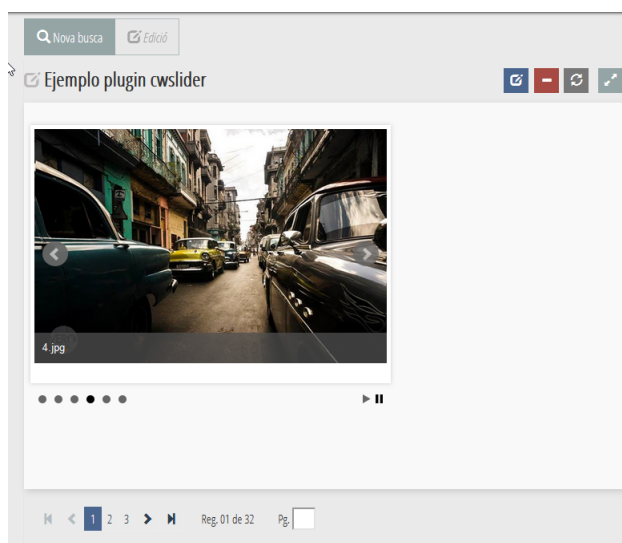 Nova busca Edició
Ejemplo plugin cwslider
4.jpg
1 2 3 Reg. 01 de 32 Pg.